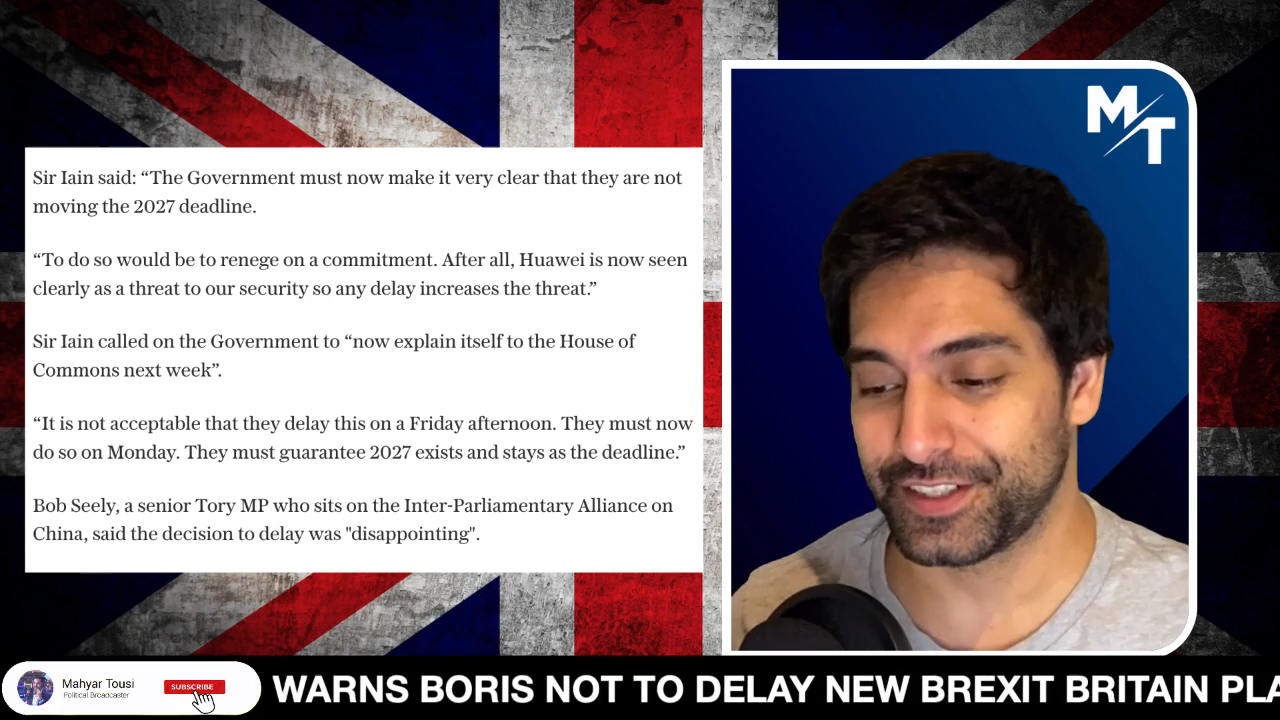 Sir Iain said: “The Government must now make it very clear that they are not
moving the 2027 deadline.
“To do so would be to renege on a commitment. After all, Huawei is now seen
clearly as a threat to our security so any delay increases the threat.”
Sir Iain called on the Government to “now explain itself to the House of
Commons next week”.
“It is not acceptable that they delay this on a Friday afternoon. They must now
do so on Monday. They must guarantee 2027 exists and stays as the deadline.”
Bob Seely, a senior Tory MP who sits on the Inter-Parliamentary Alliance on
China, said the decision to delay was "disappointing".
M T
Mahyar Tousi
Political Broadcaster
SUBSCRIBE
WARNS BORIS NOT TO DELAY NEW BREXIT BRITAIN PLA